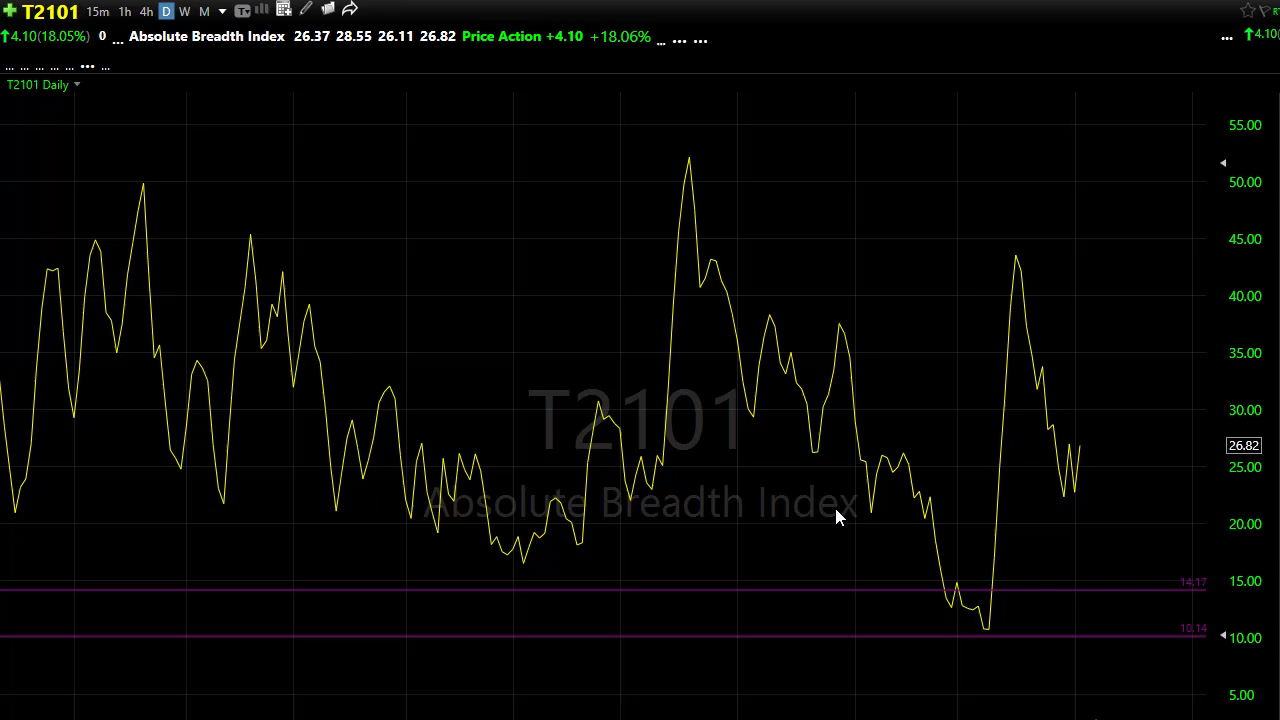 T2101 15m 1h 4h D W M T
4.10(18.05%) 0 ... Absolute Breadth Index 26.37 28.55 26.11 26.82 Price Action +4.10 +18.06% ... ... ... ... 4.10(
... ... ... ... ... ... ...
T2101 Daily
55.00
50.00
45.00
40.00
35.00
30.00
T2101
26.82
25.00
Absolute Breadth Index
20.00
14.17
15.00
10.14
10.00
5.00